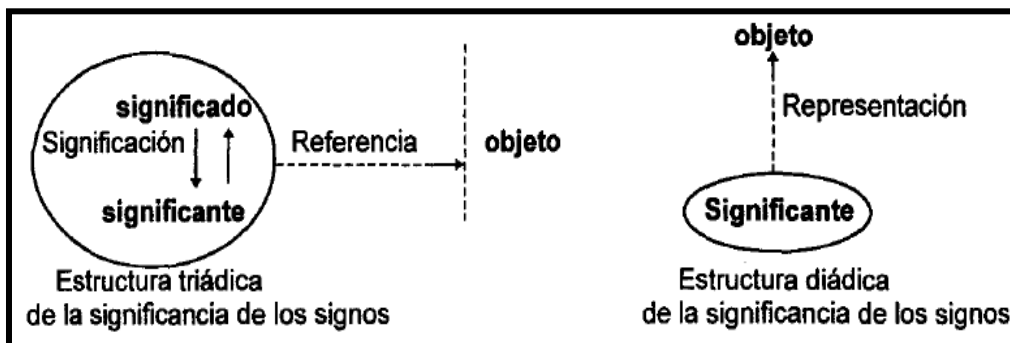 significado
Significación
significante
Referencia
objeto
Estructura triádica
de la significancia de los signos
objeto
Representación
Significante
Estructura diádica
de la significancia de los signos